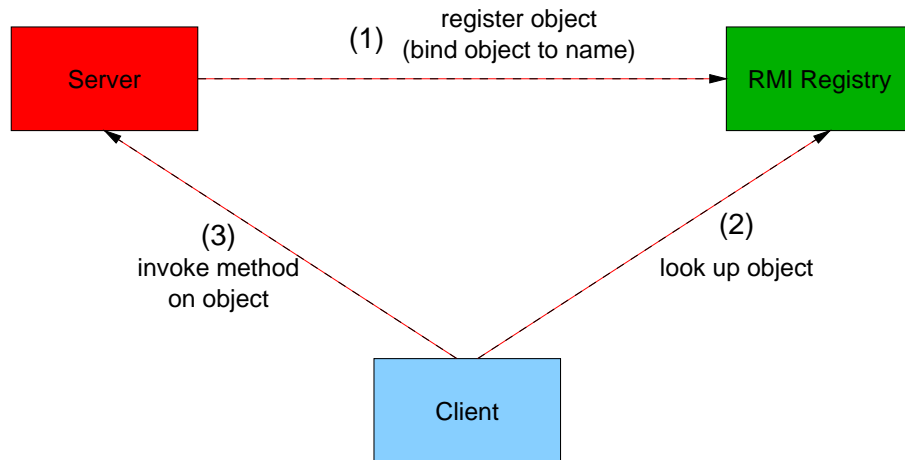 register object
(1)
(bind object to name)
Server
RMI Registry
(3)
(2)
invoke method
on object
look up object
Client